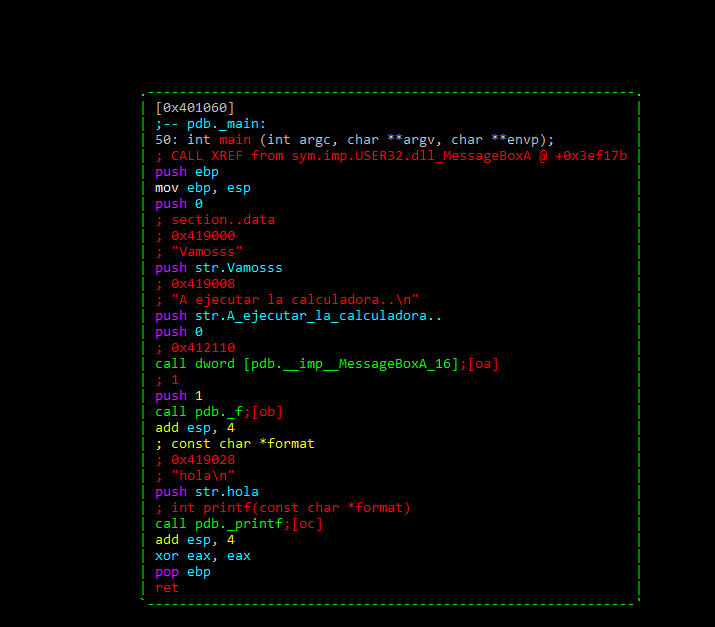 [0x401060]
;-- pdb._main:
50: int main (int argc, char **argv, char **envp);
; CALL XREF from sym.imp.USER32.dll_MessageBoxA @ +0x3ef17b
push ebp
mov ebp, esp
push 0
; section..data
; 0x419000
; "Vamosss"
push str.Vamosss
; 0x419008
; "A ejecutar la calculadora..\n"
push str.A_ejecutar_la_calculadora..
push 0
; 0x412110
call dword [pdb.__imp__MessageBoxA_16];[oa]
; 1
push 1
call pdb._f;[ob]
add esp, 4
; const char *format
; 0x419028
; "hola\n"
push str.hola
; int printf(const char *format)
call pdb._printf;[oc]
add esp, 4
xor eax, eax
pop ebp
ret